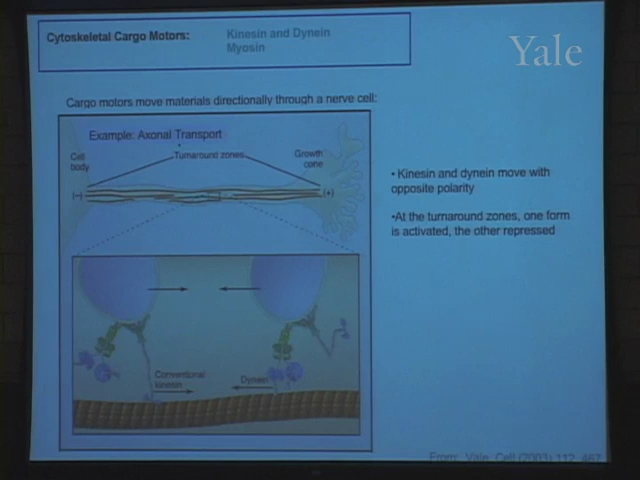 Cytoskeletal Cargo Motors:
Kinesin and Dynein
Myosin
Yale
Cargo motors move materials directionally through a nerve cell:
Example: Axonal Transport
Cell
body
Turnaround zones
Growth
cone
(−)
(+)
• Kinesin and dynein move with
opposite polarity
•At the turnaround zones, one form
is activated, the other repressed
Conventional
kinesin
Dynein
From: Vale, Cell (2003) 112, 467